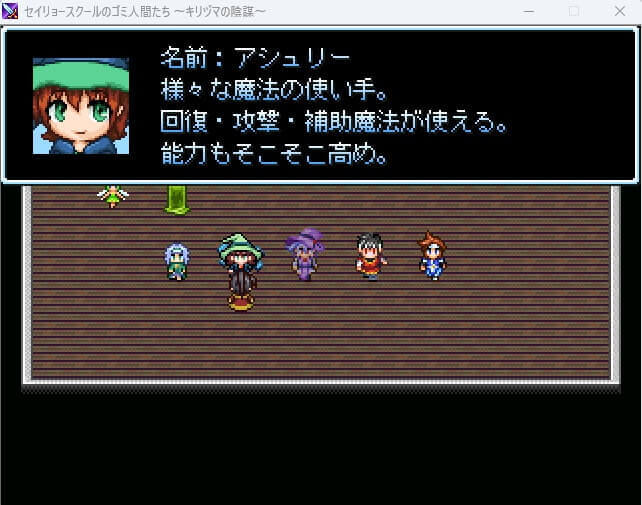 セイリョースクールのゴミ人間たち ～キリヅマの陰謀～
名前：アシュリー
様々な魔法の使い手。
回復・攻撃・補助魔法が使える。
能力もそこそこ高め。